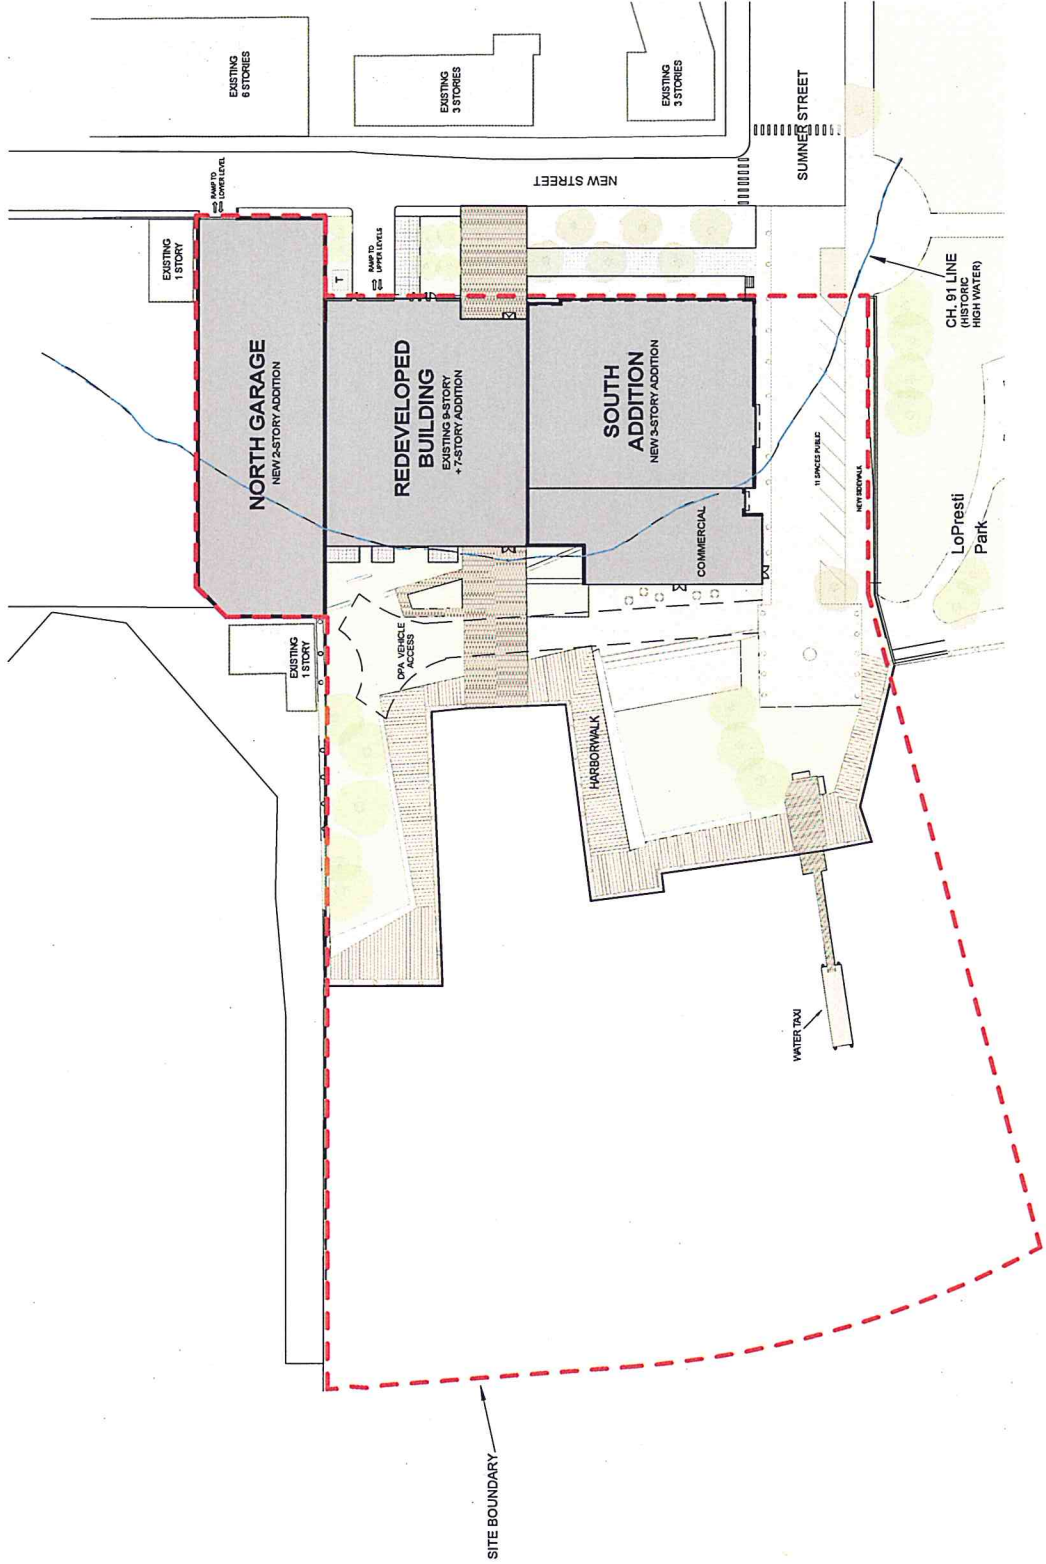 EXISTING
6 STORIES
EXISTING
3 STORIES
EXISTING
3 STORIES
SUMNER STREET
NEW STREET
RAMP TO
LOWER LEVEL
EXISTING
1 STORY
RAMP TO
UPPER LEVELS
T
NORTH GARAGE
NEW 2-STORY ADDITION
REDEVELOPED
BUILDING
EXISTING 9-STORY
+ 7-STORY ADDITION
SOUTH
ADDITION
NEW 3-STORY ADDITION
COMMERCIAL
11 SPACES PUBLIC
NEW SIDEWALK
CH. 91 LINE
(HISTORIC
HIGH WATER)
LoPresti
Park
EXISTING
1 STORY
DPA VEHICLE
ACCESS
HARBORWALK
WATER TAXI
SITE BOUNDARY